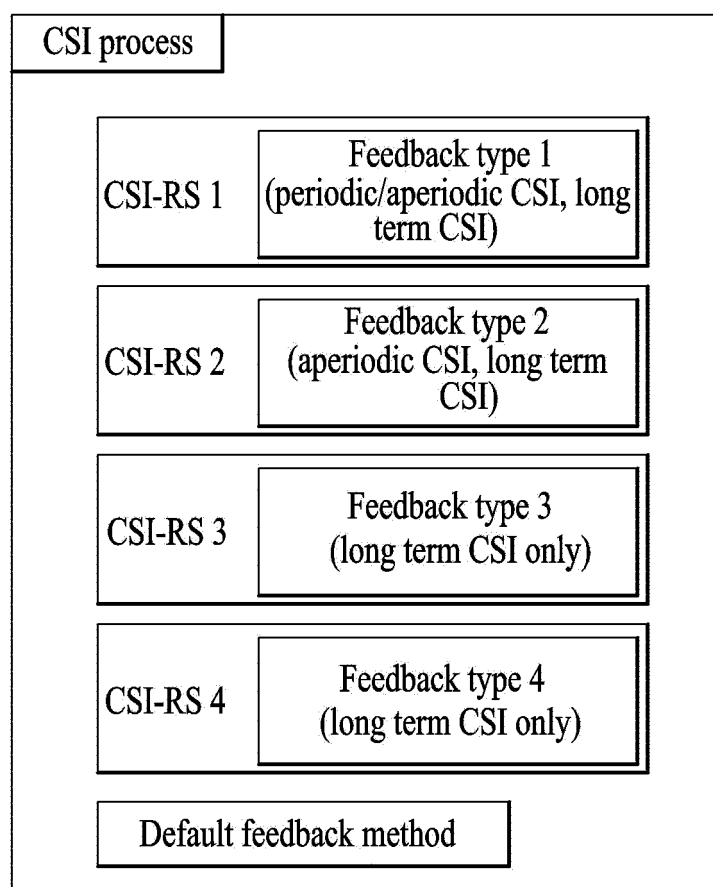 CSI process
CSI-RS 1
Feedback type 1
(periodic/aperiodic CSI, long
term CSI)
CSI-RS 2
Feedback type 2
(aperiodic CSI, long term
CSI)
CSI-RS 3
Feedback type 3
(long term CSI only)
CSI-RS 4
Feedback type 4
(long term CSI only)
Default feedback method